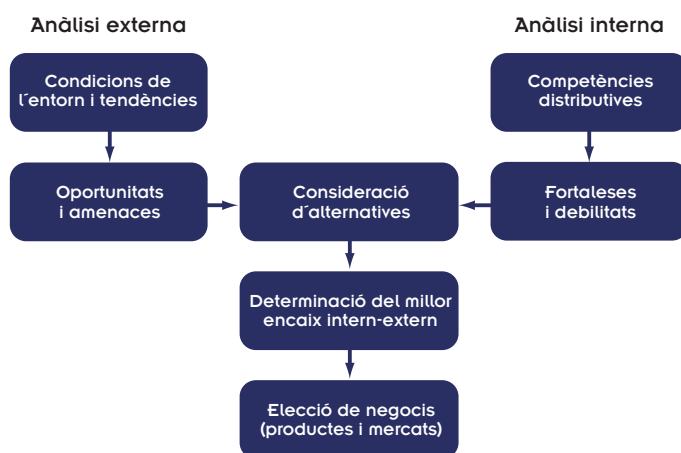 Anàlisi externa
Anàlisi interna
Condicions de
l´entorn i tendències
Competències
distributives
Oportunitats
i amenaces
Consideració
d´alternatives
Fortaleses
i debilitats
Determinació del millor
encaix intern-extern
Elecció de negocis
(productes i mercats)